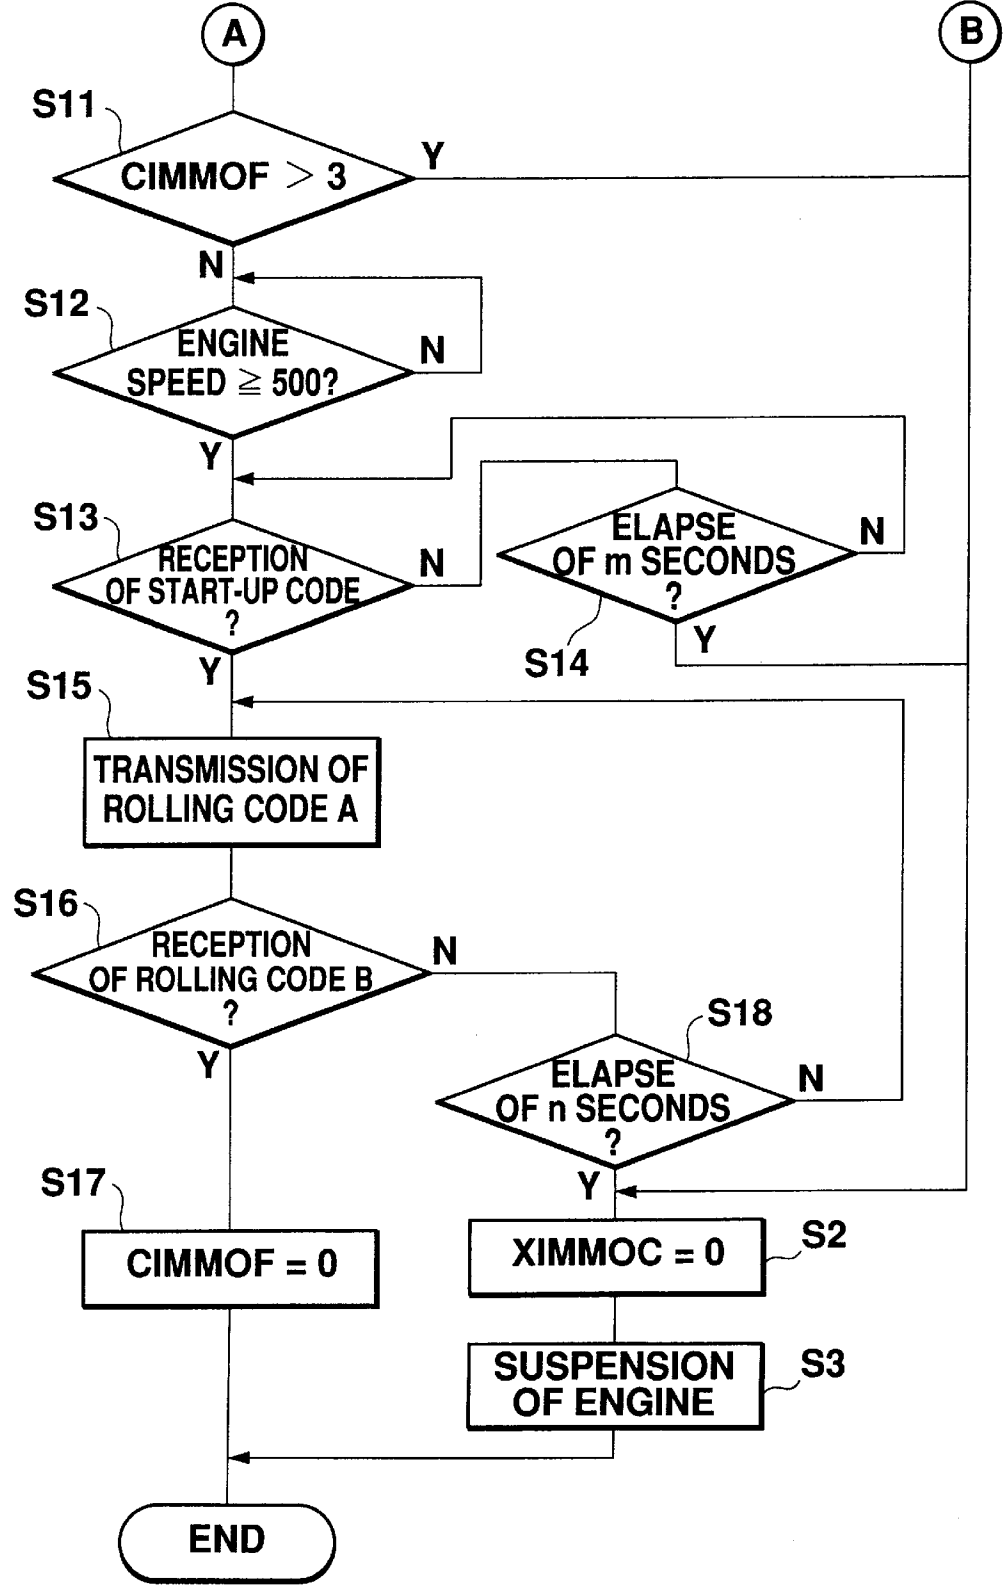 A
B
S11
CIMMOF > 3
Y
N
S12
ENGINE
SPEED ≧ 500?
N
Y
S13
RECEPTION
OF START-UP CODE
?
N
ELAPSE
OF m SECONDS
?
N
Y
S14
Y
S15
TRANSMISSION OF
ROLLING CODE A
S16
RECEPTION
OF ROLLING CODE B
?
N
Y
S18
ELAPSE
OF n SECONDS
?
N
Y
S17
CIMMOF = 0
XIMMOC = 0
S2
SUSPENSION
OF ENGINE
S3
END